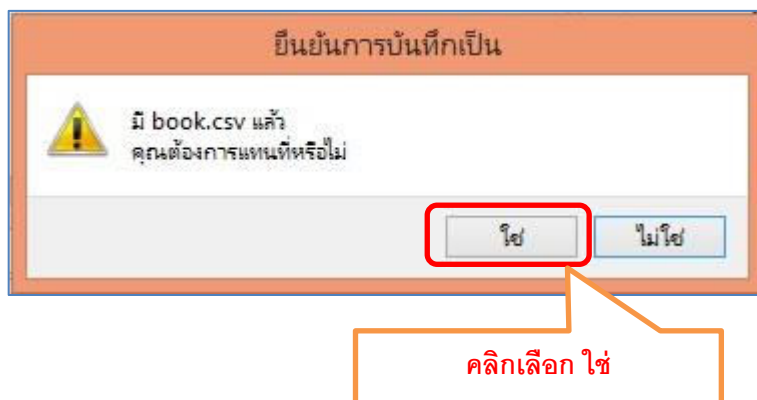 ยืนยันการบันทึกเป็น
มี book.csv แล้ว
คุณต้องการแทนที่หรือไม่
ใช่
ไม่ใช่
คลิกเลือก ใช่